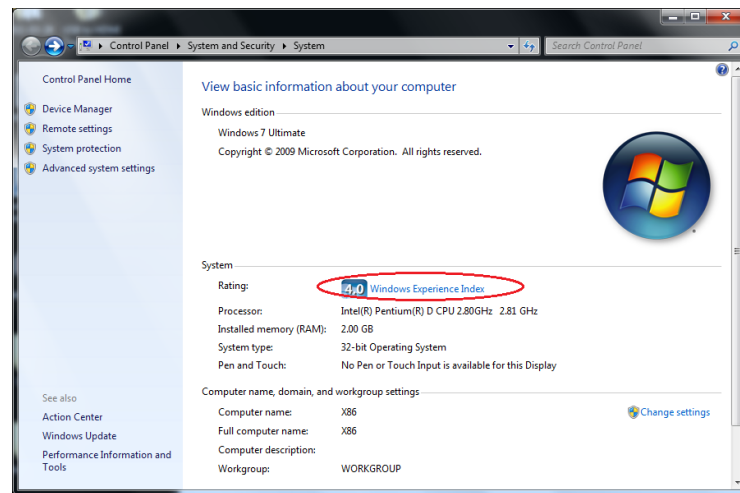 Control Panel ▸ System and Security ▸ System
Search Control Panel
Control Panel Home
Device Manager
Remote settings
System protection
Advanced system settings
See also
Action Center
Windows Update
Performance Information and
Tools
View basic information about your computer
Windows edition
Windows 7 Ultimate
Copyright © 2009 Microsoft Corporation. All rights reserved.
System
Rating: 4,0 Windows Experience Index
Processor: Intel(R) Pentium(R) D CPU 2.80GHz 2.81 GHz
Installed memory (RAM): 2.00 GB
System type: 32-bit Operating System
Pen and Touch: No Pen or Touch Input is available for this Display
Computer name, domain, and workgroup settings
Computer name: X86
Change settings
Full computer name: X86
Computer description:
Workgroup: WORKGROUP